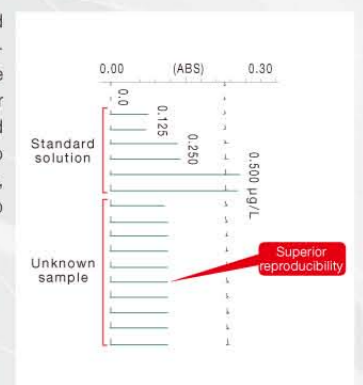 0.00 (ABS) 0.30
0.0
0.125
0.250
0.500 µg/L
Standard
solution
Unknown
sample
Superior
reproducibility